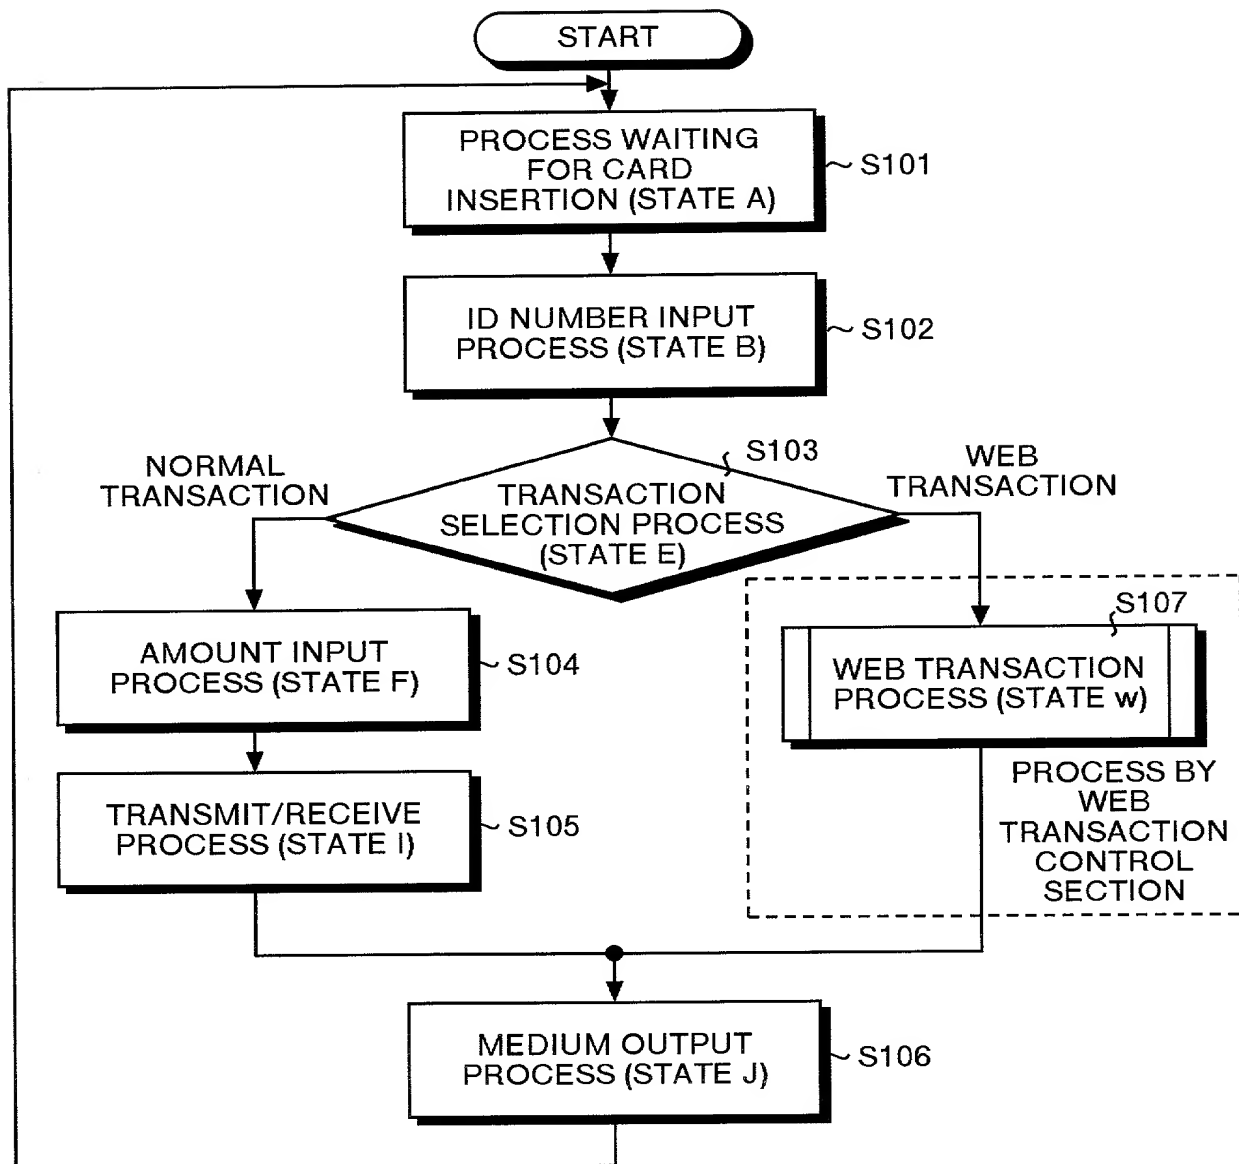 START
PROCESS WAITING
FOR CARD
INSERTION (STATE A)
S101
ID NUMBER INPUT
PROCESS (STATE B)
S102
S103
NORMAL
TRANSACTION
WEB
TRANSACTION
TRANSACTION
SELECTION PROCESS
(STATE E)
S107
AMOUNT INPUT
PROCESS (STATE F)
S104
WEB TRANSACTION
PROCESS (STATE w)
PROCESS BY
WEB
TRANSACTION
CONTROL
SECTION
TRANSMIT/RECEIVE
PROCESS (STATE I)
S105
MEDIUM OUTPUT
PROCESS (STATE J)
S106